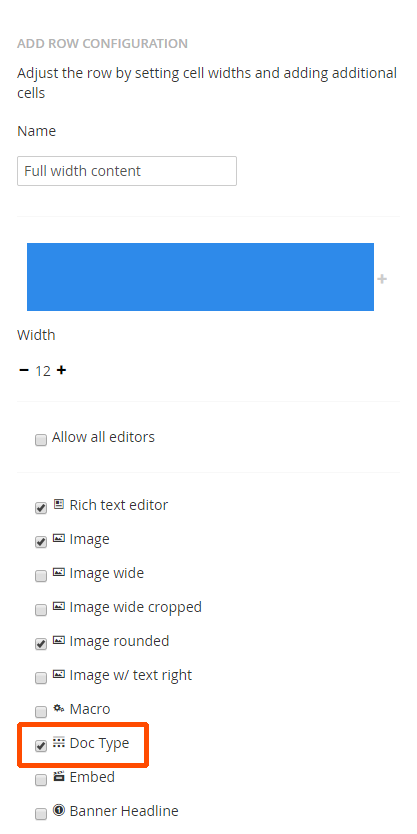 ADD ROW CONFIGURATION
Adjust the row by setting cell widths and adding additional
cells
Name
Full width content
+
Width
− 12 +
Allow all editors
Rich text editor
Image
Image wide
Image wide cropped
Image rounded
Image w/ text right
Macro
Doc Type
Embed
Banner Headline